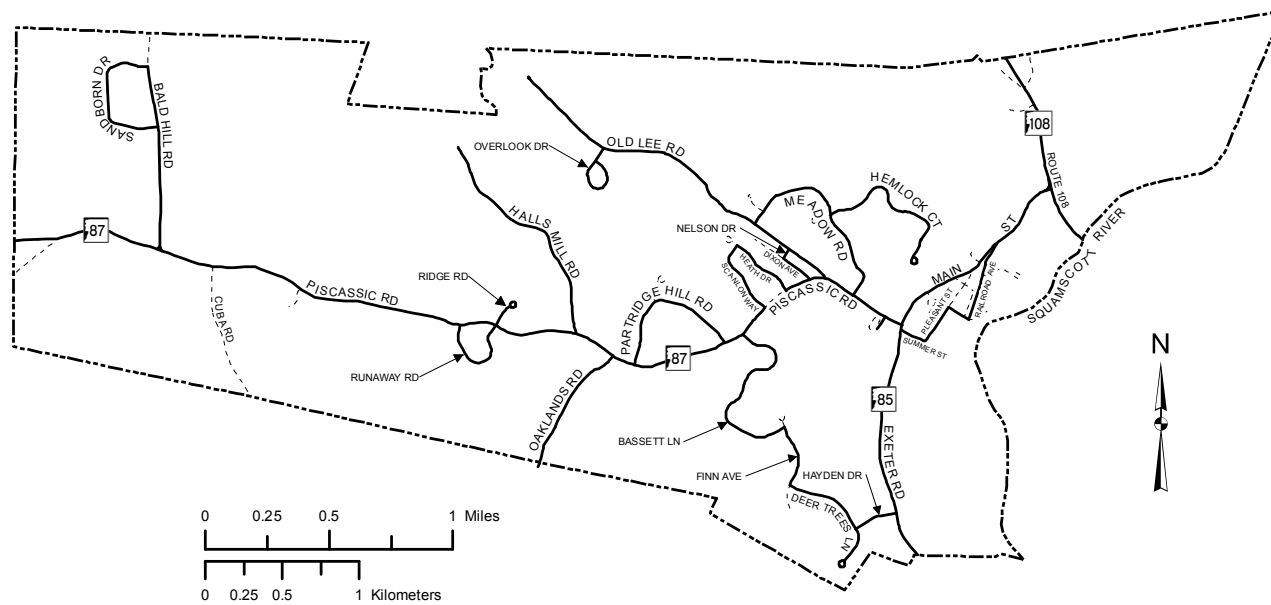 SANDBORN DR
BALD HILL RD
87
OVERLOOK DR
OLD LEE RD
108
ROUTE 108
HEMLOCK CT
MEADOW RD
NELSON DR
DIXON AVE
HEATH DR
SCANLON WAY
PISCASSIC RD
MAIN ST
PLEASANT ST
RAILROAD AVE
SUMMER ST
SQUAMSCOTT RIVER
HALLS MILL RD
RIDGE RD
PISCASSIC RD
CUBARD
RUNAWAY RD
PARTRIDGE HILL RD
87
OAKLANDS RD
85
EXETER RD
BASSETT LN
FINN AVE
HAYDEN DR
DEER TREES LN
N
0 0.25 0.5 1 Miles
0 0.25 0.5 1 Kilometers